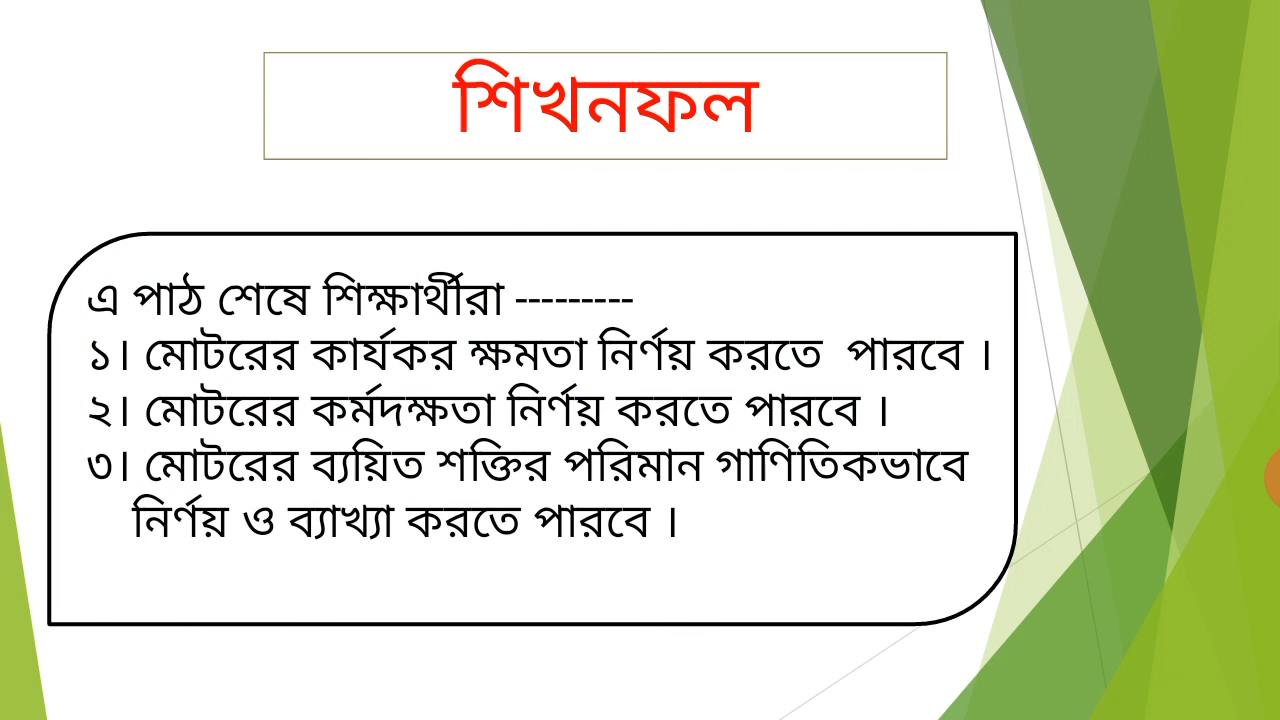 শিখনফল
এ পাঠ শেষে শিক্ষার্থীরা ---------
১। মোটরের কার্যকর ক্ষমতা নির্ণয় করতে  পারবে ।
২। মোটরের কর্মদক্ষতা নির্ণয় করতে পারবে ।
৩। মোটরের ব্যয়িত শক্তির পরিমান গাণিতিকভাবে
নির্ণয় ও ব্যাখ্যা করতে পারবে ।